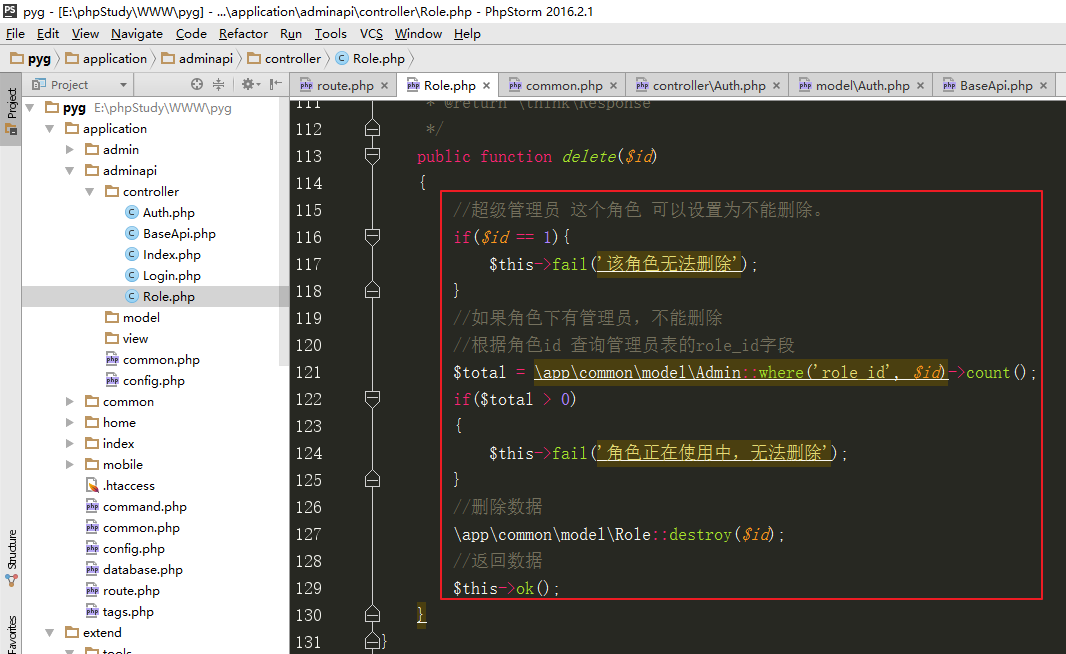 pyg - [E:\phpStudy\WWW\pyg] - ...\application\adminapi\controller\Role.php - PhpStorm 2016.2.1
File Edit View Navigate Code Refactor Run Tools VCS Window Help
pyg application adminapi controller Role.php
Project
route.php Role.php common.php controller\Auth.php model\Auth.php BaseApi.php
Project
Structure
Favorites
pyg E:\phpStudy\WWW\pyg
application
admin
adminapi
controller
Auth.php
BaseApi.php
Index.php
Login.php
Role.php
model
view
common.php
config.php
common
home
index
mobile
.htaccess
command.php
common.php
config.php
database.php
route.php
tags.php
extend
tools
111 * @return \think\Response
112 */
113 public function delete($id)
114 {
115 //超级管理员 这个角色 可以设置为不能删除。
116 if($id == 1){
117 $this->fail('该角色无法删除');
118 }
119 //如果角色下有管理员，不能删除
120 //根据角色id 查询管理员表的role_id字段
121 $total = \app\common\model\Admin::where('role_id', $id)->count();
122 if($total > 0)
123 {
124 $this->fail('角色正在使用中，无法删除');
125 }
126 //删除数据
127 \app\common\model\Role::destroy($id);
128 //返回数据
129 $this->ok();
130 }
131 }